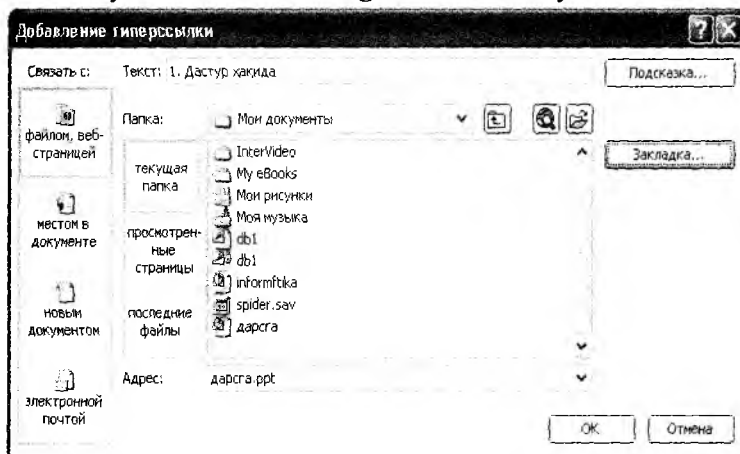 Добавление гиперссылки
Связать с:
Текст: 1. Дастур хакида
Подсказка...
файлом, веб-
страницей
Папка:
Мои документы
Закладка...
текущая
папка
InterVideo
My eBooks
Мои рисунки
Моя музыка
db1
db1
informftika
spider.sav
дарсга
местом в
документе
просмотрен-
ные
страницы
новым
документом
последние
файлы
Адрес:
дарсга.ppt
электронной
почтой
ОК
Отмена